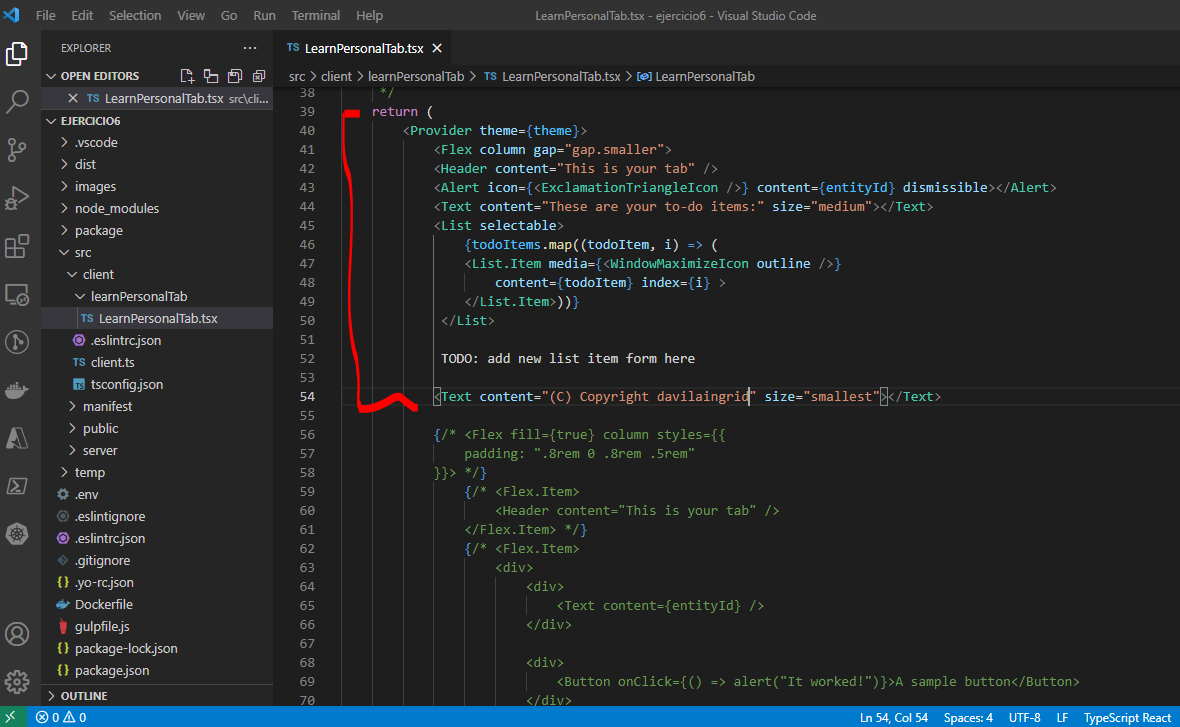 File Edit Selection View Go Run Terminal Help LearnPersonalTab.tsx - ejercicio6 - Visual Studio Code
EXPLORER ··· TS LearnPersonalTab.tsx
OPEN EDITORS src > client > learnPersonalTab > TS LearnPersonalTab.tsx > LearnPersonalTab
TS LearnPersonalTab.tsx src\cli...
EJERCICIO6
.vscode
dist
images
node_modules
package
src
client
learnPersonalTab
TS LearnPersonalTab.tsx
.eslintrc.json
TS client.ts
tsconfig.json
manifest
public
server
temp
.env
.eslintignore
.eslintrc.json
.gitignore
{} .yo-rc.json
Dockerfile
gulpfile.js
{} package-lock.json
{} package.json
OUTLINE
38 */
39 return (
40 <Provider theme={theme}>
41 <Flex column gap="gap.smaller">
42 <Header content="This is your tab" />
43 <Alert icon={<ExclamationTriangleIcon />} content={entityId} dismissible></Alert>
44 <Text content="These are your to-do items:" size="medium"></Text>
45 <List selectable>
46 {todoItems.map((todoItem, i) => (
47 <List.Item media={<WindowMaximizeIcon outline />}
48 content={todoItem} index={i} >
49 </List.Item>))}
50 </List>
51
52 TODO: add new list item form here
53
54 <Text content="(C) Copyright davilaingrid" size="smallest"></Text>
55
56 {/* <Flex fill={true} column styles={{
57 padding: ".8rem 0 .8rem .5rem"
58 }}> */}
59 {/* <Flex.Item>
60 <Header content="This is your tab" />
61 </Flex.Item> */}
62 {/* <Flex.Item>
63 <div>
64 <div>
65 <Text content={entityId} />
66 </div>
67
68 <div>
69 <Button onClick={() => alert("It worked!")}>A sample button</Button>
70 </div>
0 0 Ln 54, Col 54 Spaces: 4 UTF-8 LF TypeScript React